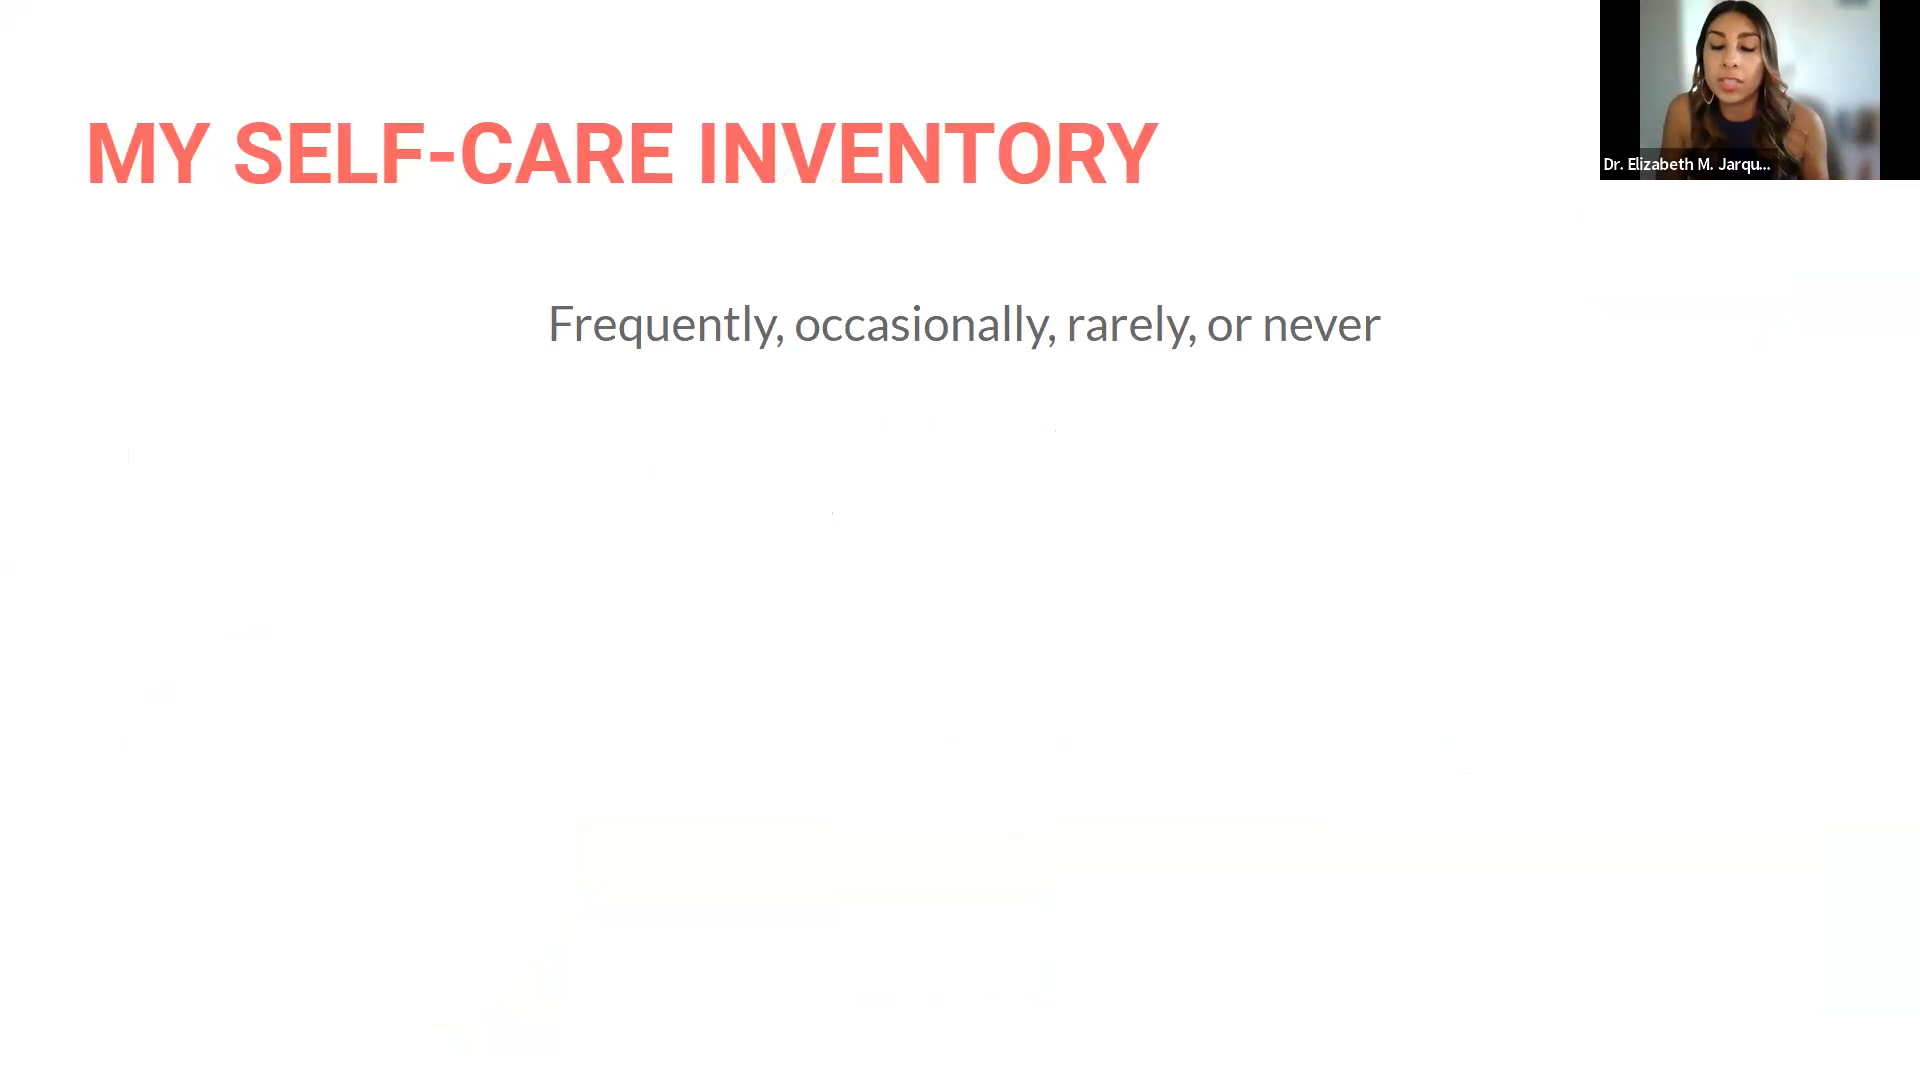 MY SELF-CARE INVENTORY
Dr. Elizabeth M. Jarqu...
Frequently, occasionally, rarely, or never